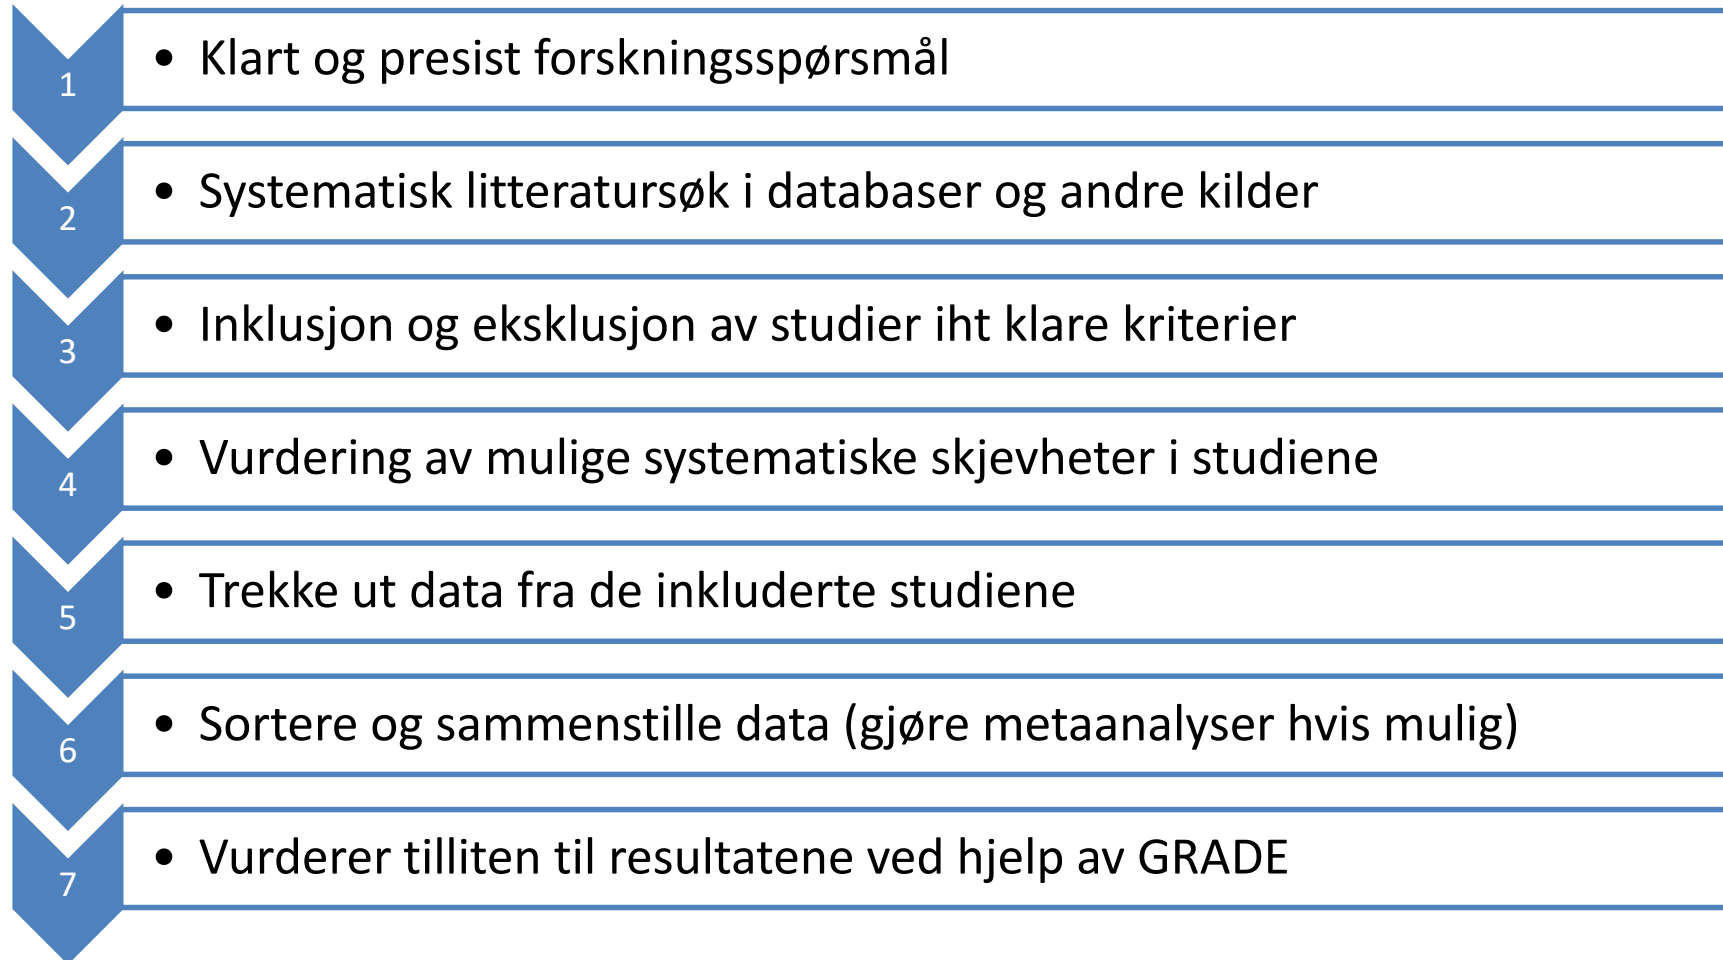 1
• Klart og presist forskningsspørsmål
2
• Systematisk litteratursøk i databaser og andre kilder
3
• Inklusjon og eksklusjon av studier iht klare kriterier
4
• Vurdering av mulige systematiske skjevheter i studiene
5
• Trekke ut data fra de inkluderte studiene
6
• Sortere og sammenstille data (gjøre metaanalyser hvis mulig)
7
• Vurderer tilliten til resultatene ved hjelp av GRADE